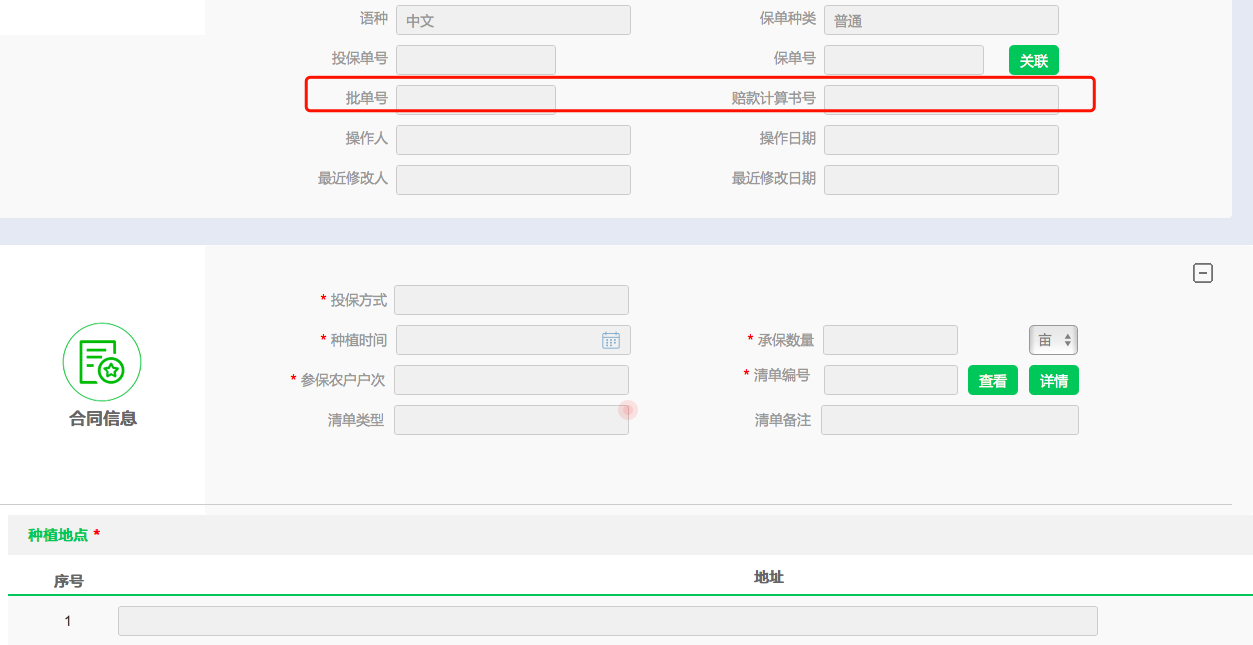 语种 中文 保单种类 普通
投保单号 保单号 关联
批单号 赔款计算书号
操作人 操作日期
最近修改人 最近修改日期
* 投保方式
* 种植时间 * 承保数量 亩
* 参保农户户次 * 清单编号 查看 详情
清单类型 清单备注
合同信息
种植地点 *
序号 地址
1